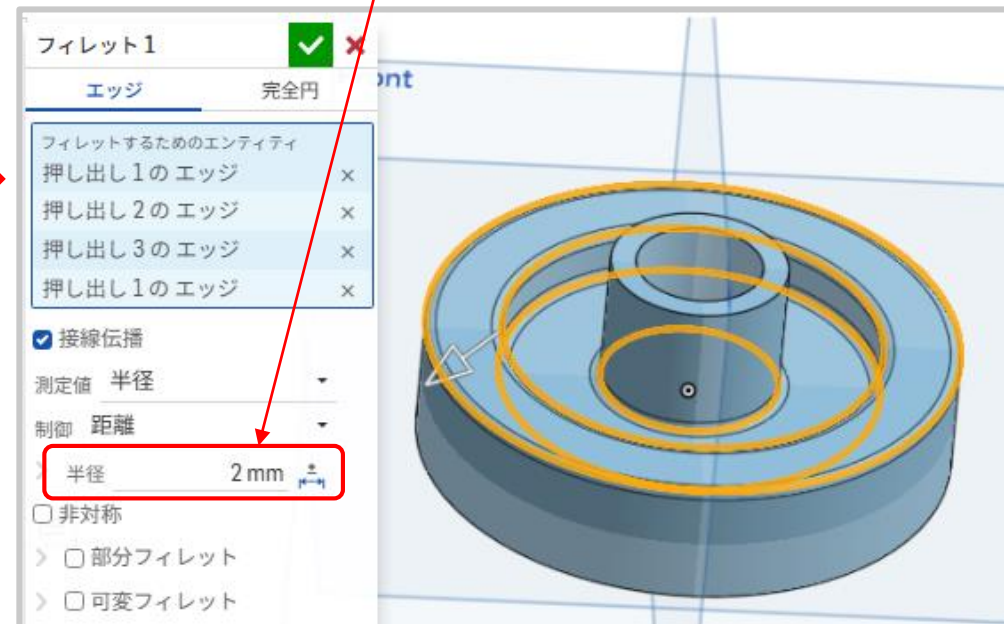 フィレット1
エッジ 完全円
フィレットするためのエンティティ
押し出し1の エッジ ×
押し出し2の エッジ ×
押し出し3の エッジ ×
押し出し1の エッジ ×
接線伝播
測定値 半径
制御 距離
半径 2 mm
非対称
部分フィレット
可変フィレット
ont